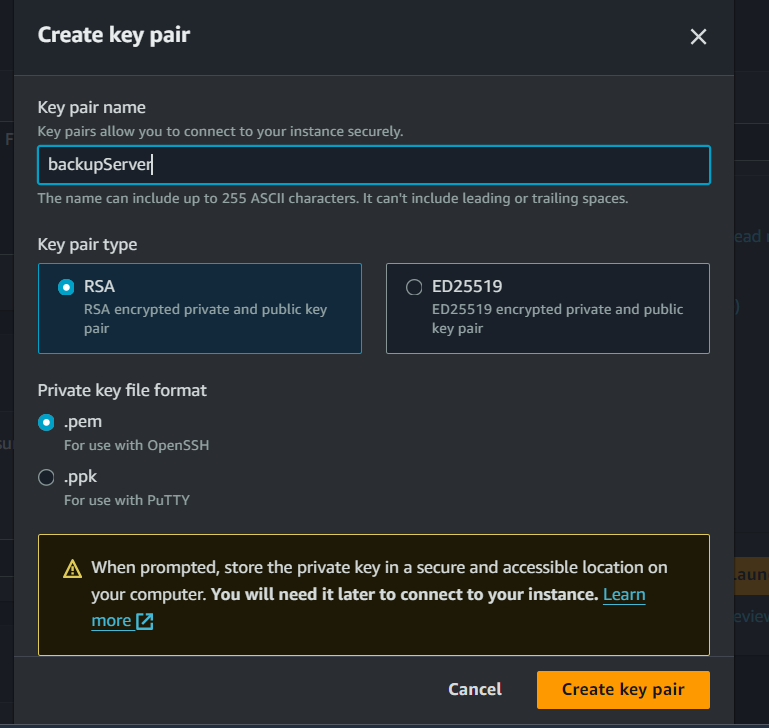 Create key pair
Key pair name
Key pairs allow you to connect to your instance securely.
backupServer
The name can include up to 255 ASCII characters. It can't include leading or trailing spaces.
Key pair type
RSA
RSA encrypted private and public key
pair
ED25519
ED25519 encrypted private and public
key pair
Private key file format
.pem
For use with OpenSSH
.ppk
For use with PuTTY
When prompted, store the private key in a secure and accessible location on
your computer. You will need it later to connect to your instance. Learn
more
Cancel
Create key pair